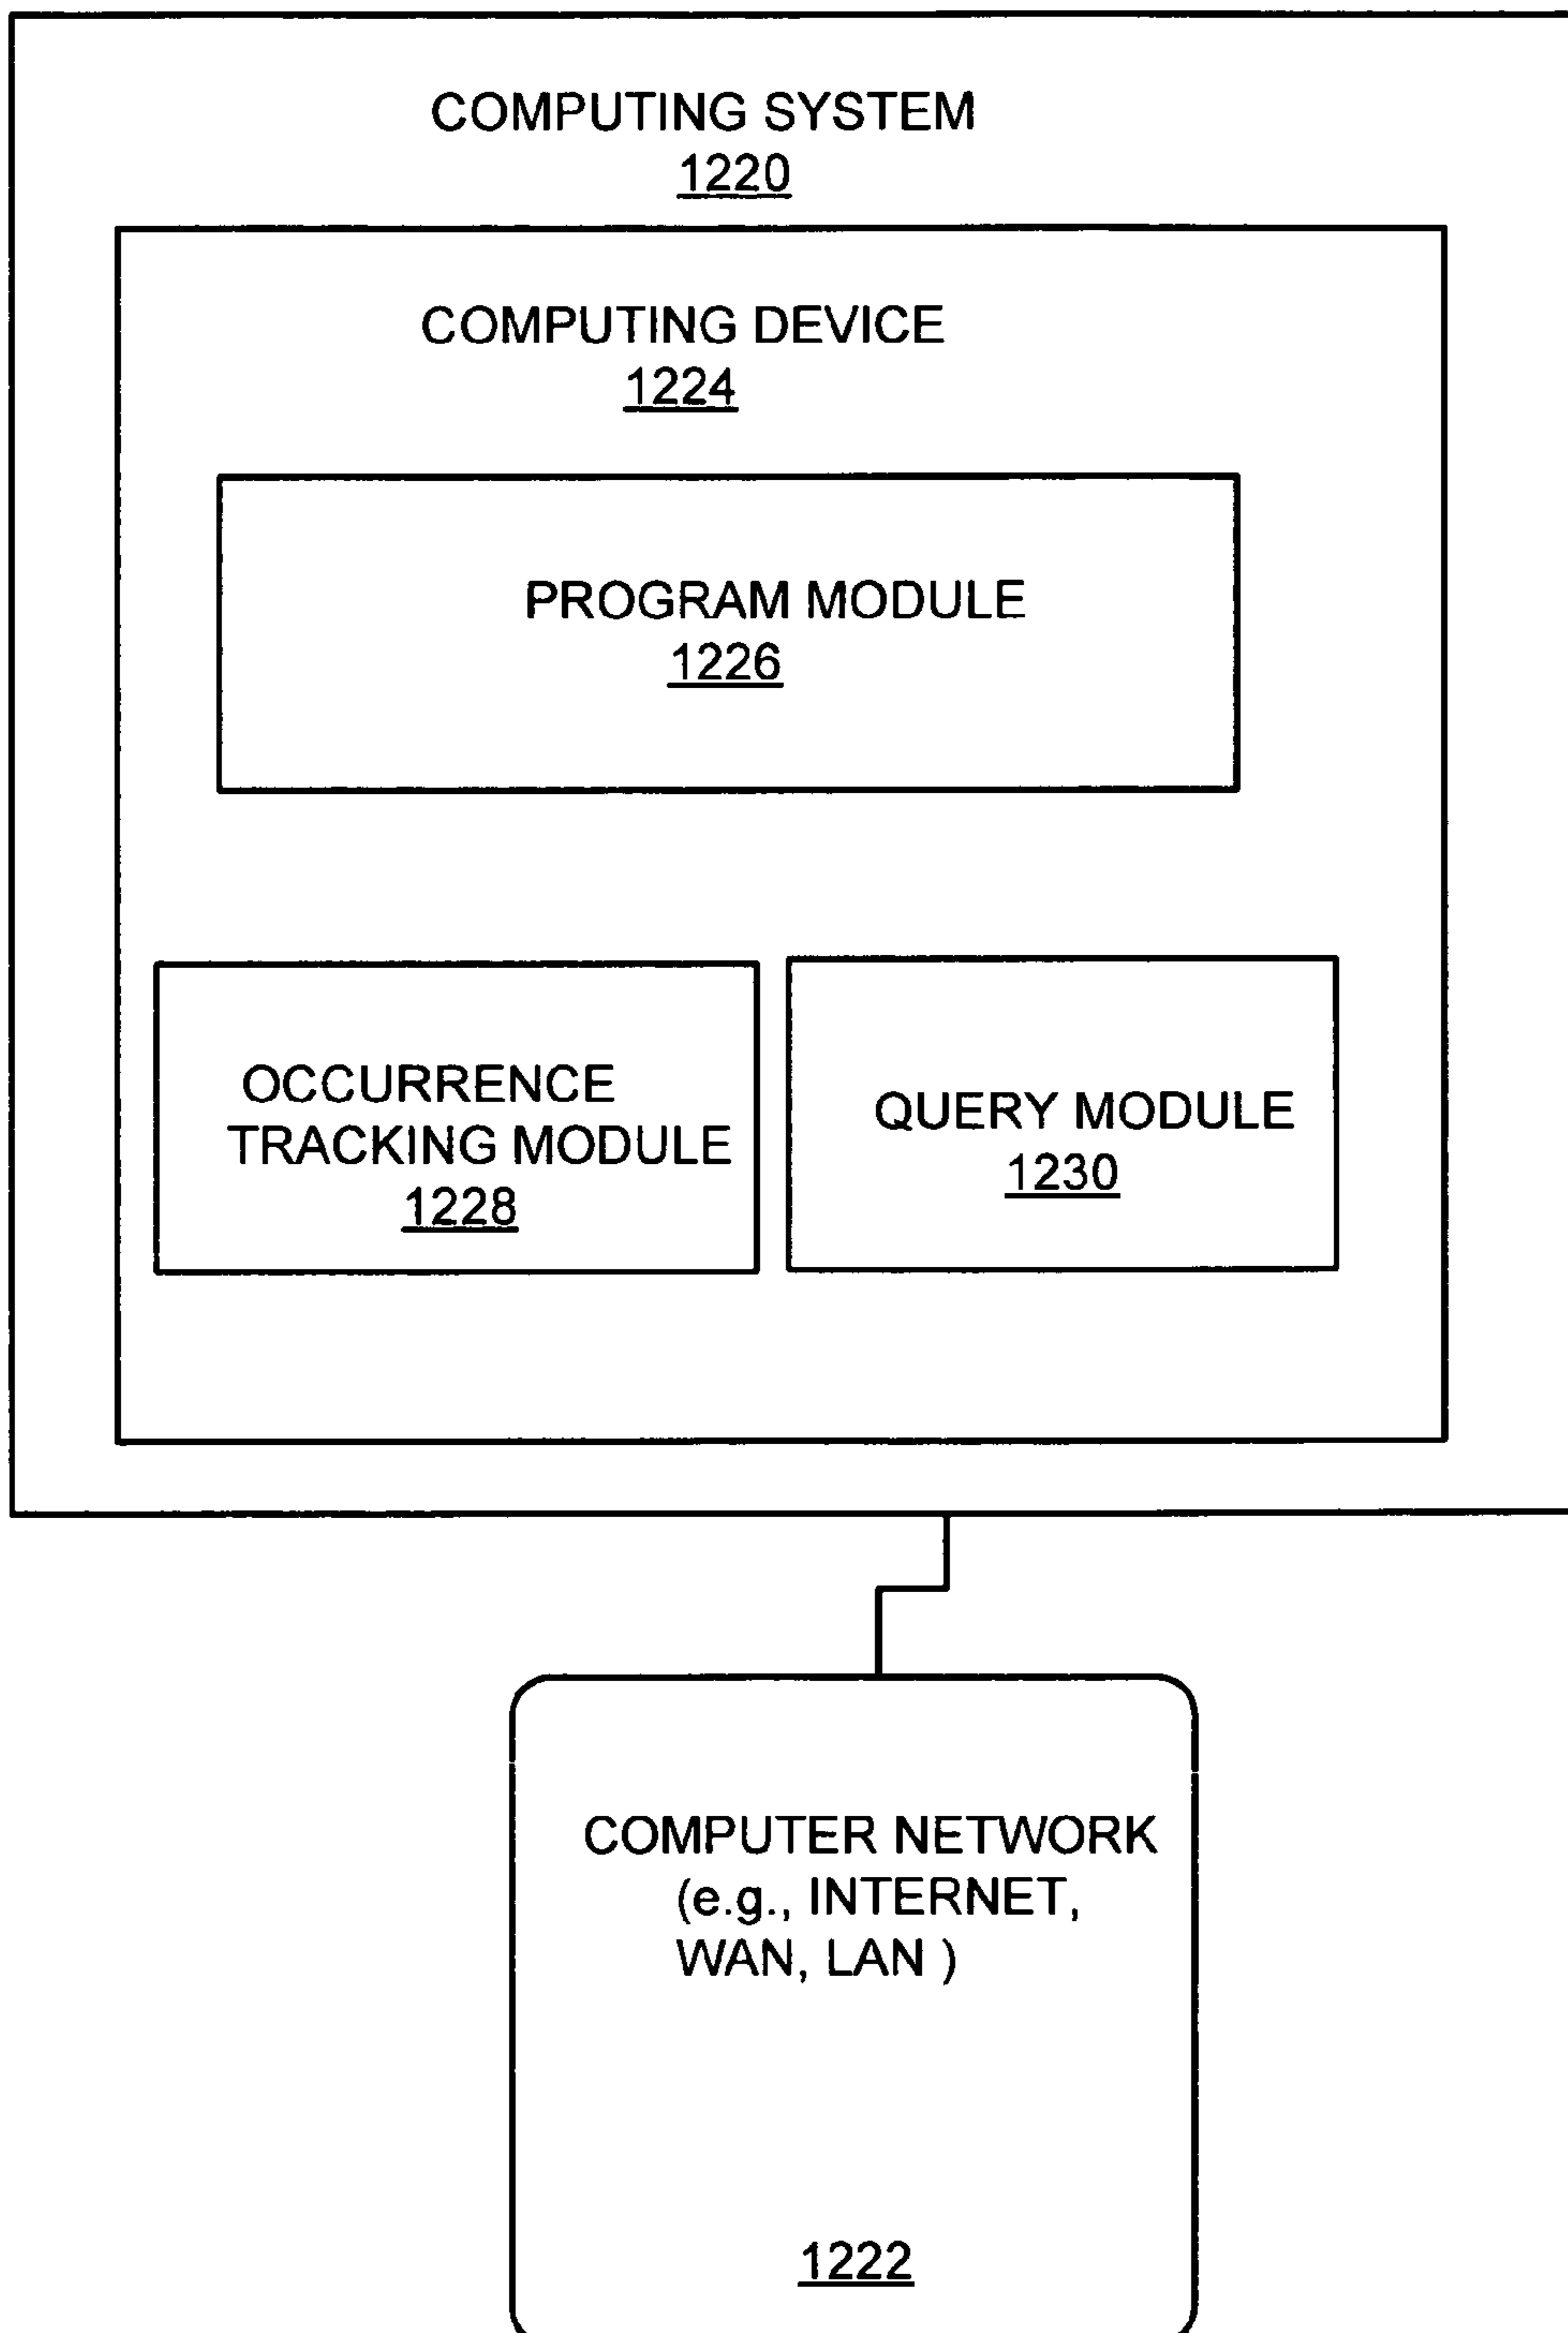 COMPUTING SYSTEM
1220
COMPUTING DEVICE
1224
PROGRAM MODULE
1226
OCCURRENCE
TRACKING MODULE
1228
QUERY MODULE
1230
COMPUTER NETWORK
(e.g., INTERNET,
WAN, LAN )
1222